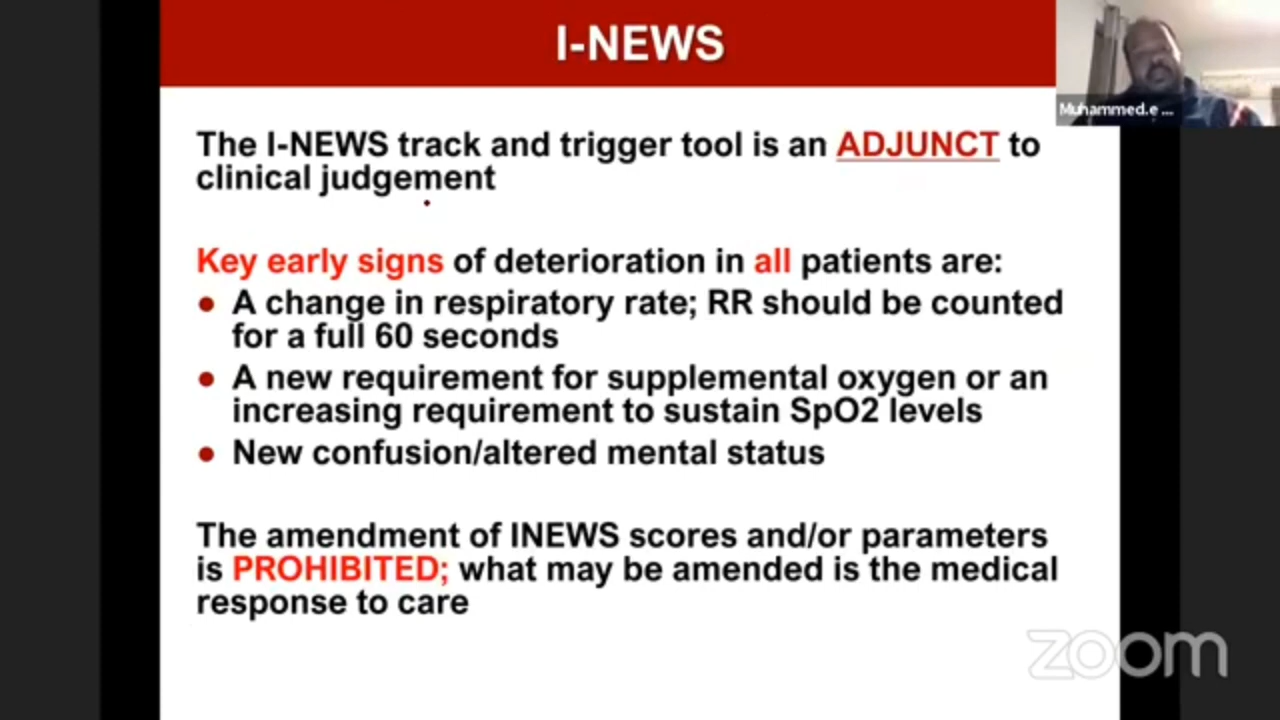 I-NEWS
Muhammed.e ...
The I-NEWS track and trigger tool is an ADJUNCT to
clinical judgement
Key early signs of deterioration in all patients are:
● A change in respiratory rate; RR should be counted
for a full 60 seconds
● A new requirement for supplemental oxygen or an
increasing requirement to sustain SpO2 levels
● New confusion/altered mental status
The amendment of INEWS scores and/or parameters
is PROHIBITED; what may be amended is the medical
response to care
zoom